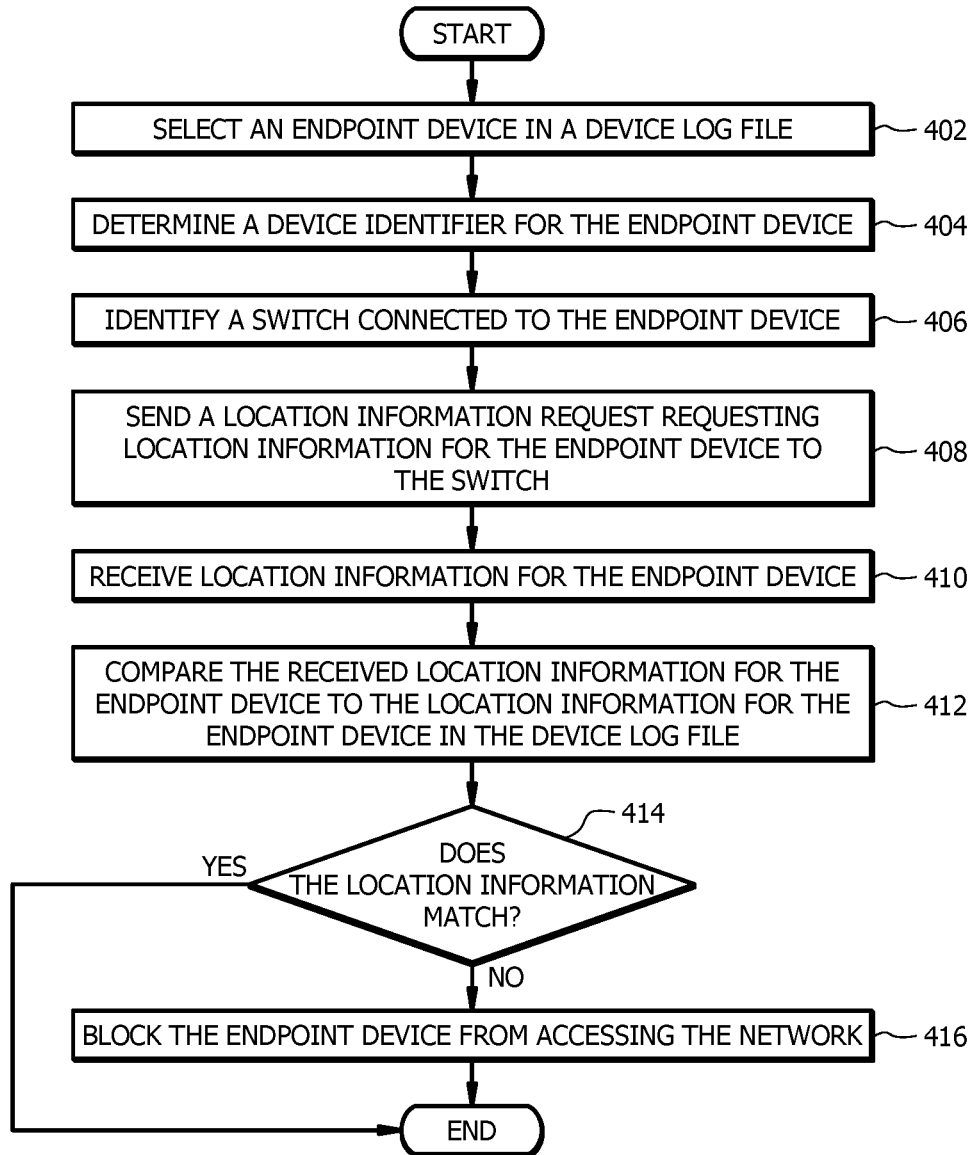 START
SELECT AN ENDPOINT DEVICE IN A DEVICE LOG FILE
402
DETERMINE A DEVICE IDENTIFIER FOR THE ENDPOINT DEVICE
404
IDENTIFY A SWITCH CONNECTED TO THE ENDPOINT DEVICE
406
SEND A LOCATION INFORMATION REQUEST REQUESTING
LOCATION INFORMATION FOR THE ENDPOINT DEVICE TO
THE SWITCH
408
RECEIVE LOCATION INFORMATION FOR THE ENDPOINT DEVICE
410
COMPARE THE RECEIVED LOCATION INFORMATION FOR THE
ENDPOINT DEVICE TO THE LOCATION INFORMATION FOR THE
ENDPOINT DEVICE IN THE DEVICE LOG FILE
412
414
YES
DOES
THE LOCATION INFORMATION
MATCH?
NO
BLOCK THE ENDPOINT DEVICE FROM ACCESSING THE NETWORK
416
END